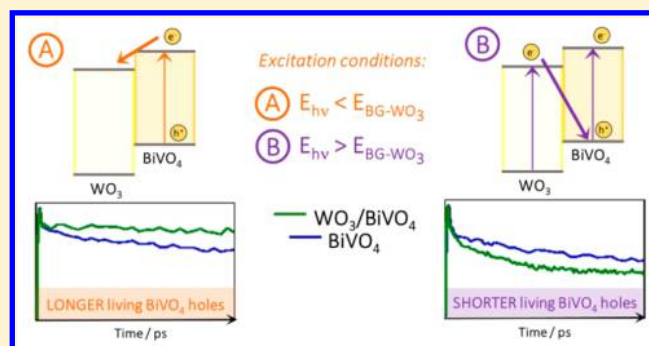 A
e⁻
h⁺
BiVO₄
WO₃
Excitation conditions:
A E_hν < E_BG-WO₃
B E_hν > E_BG-WO₃
B
e⁻
e⁻
h⁺
BiVO₄
WO₃
WO₃/BiVO₄
BiVO₄
LONGER living BiVO₄ holes
Time / ps
SHORTER living BiVO₄ holes
Time / ps